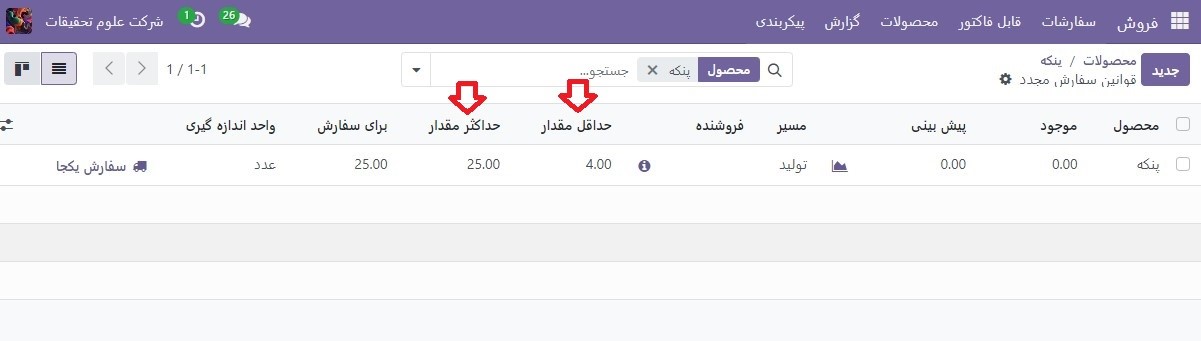 فروش سفارشات قابل فاکتور محصولات گزارش پیکربندی 1 26 شرکت علوم تحقیقات
جدید محصولات / پنکه
قوانین سفارش مجدد
محصول پنکه جستجو... 1 / 1-1
محصول موجود پیش بینی مسیر فروشنده حداقل مقدار حداکثر مقدار برای سفارش واحد اندازه گیری
پنکه 0.00 0.00 تولید 4.00 25.00 25.00 عدد سفارش یکجا